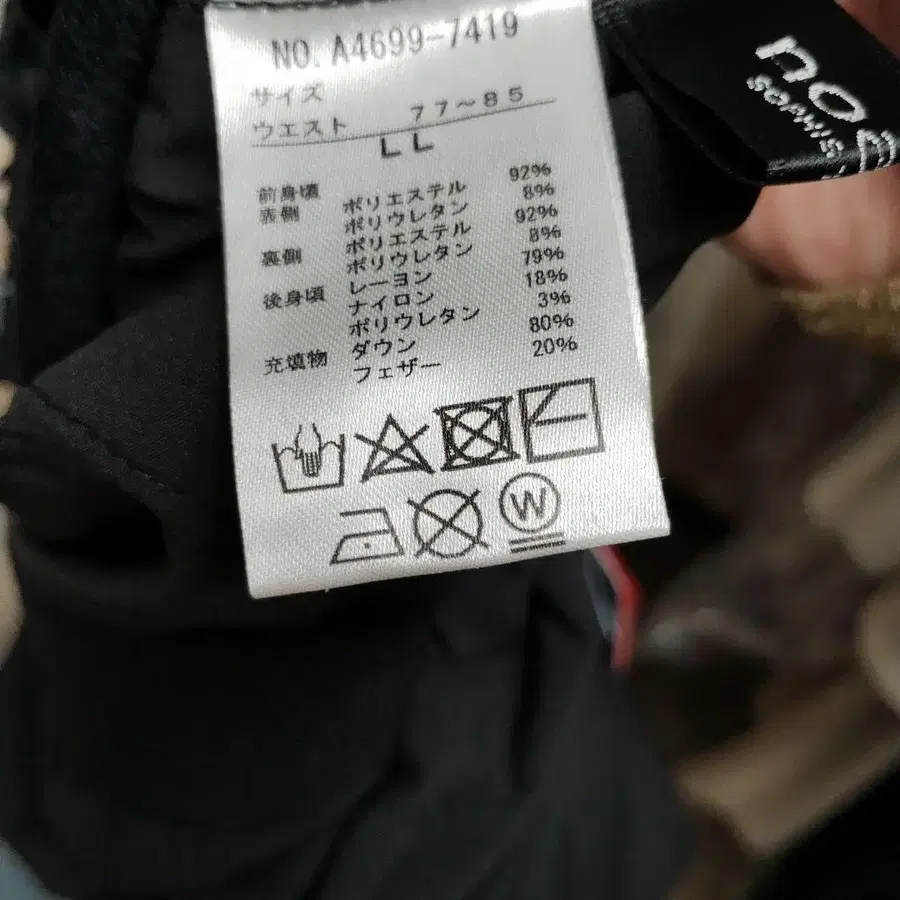 NO. A4699-7419
サイズ
ウエスト 77~85
LL
前身頃
表側 ポリエステル 92%
ポリウレタン 8%
裏側 ポリエステル 92%
ポリウレタン 8%
後身頃 レーヨン 79%
ナイロン 18%
ポリウレタン 3%
充填物 ダウン 80%
フェザー 20%
W